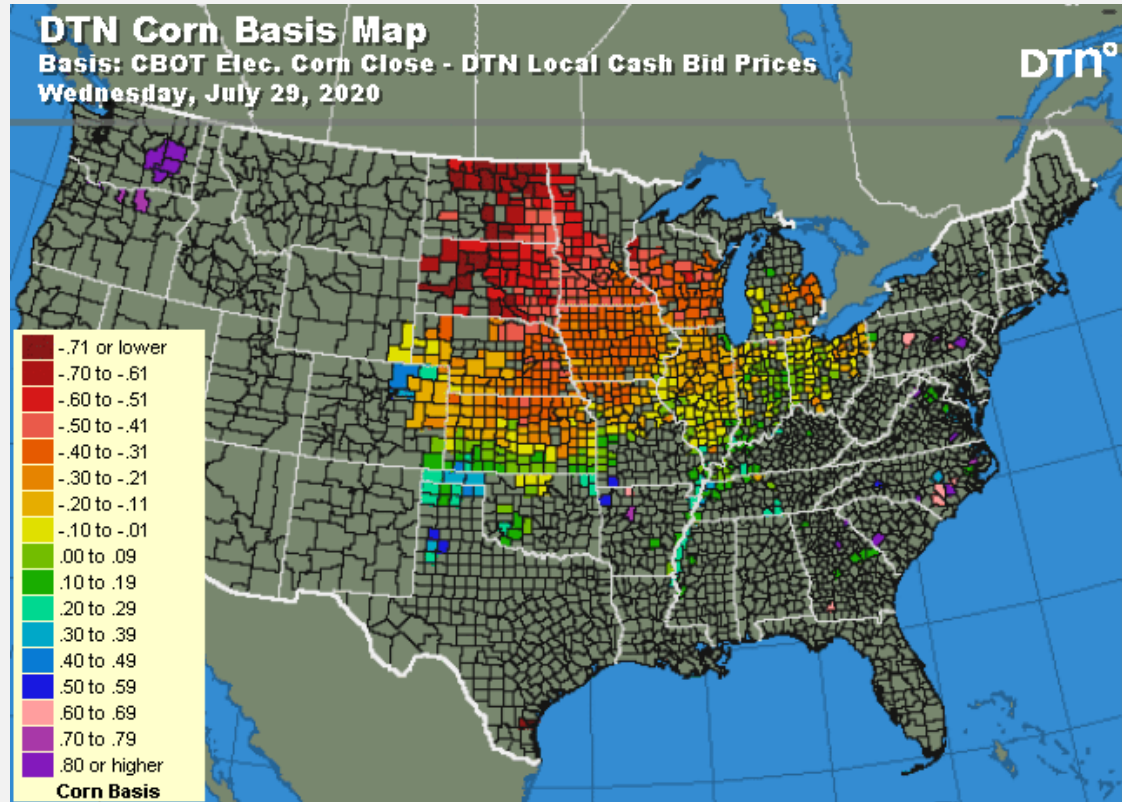 DTN Corn Basis Map
Basis: CBOT Elec. Corn Close - DTN Local Cash Bid Prices
Wednesday, July 29, 2020
DTN
-.71 or lower
-.70 to -.61
-.60 to -.51
-.50 to -.41
-.40 to -.31
-.30 to -.21
-.20 to -.11
-.10 to -.01
.00 to .09
.10 to .19
.20 to .29
.30 to .39
.40 to .49
.50 to .59
.60 to .69
.70 to .79
.80 or higher
Corn Basis